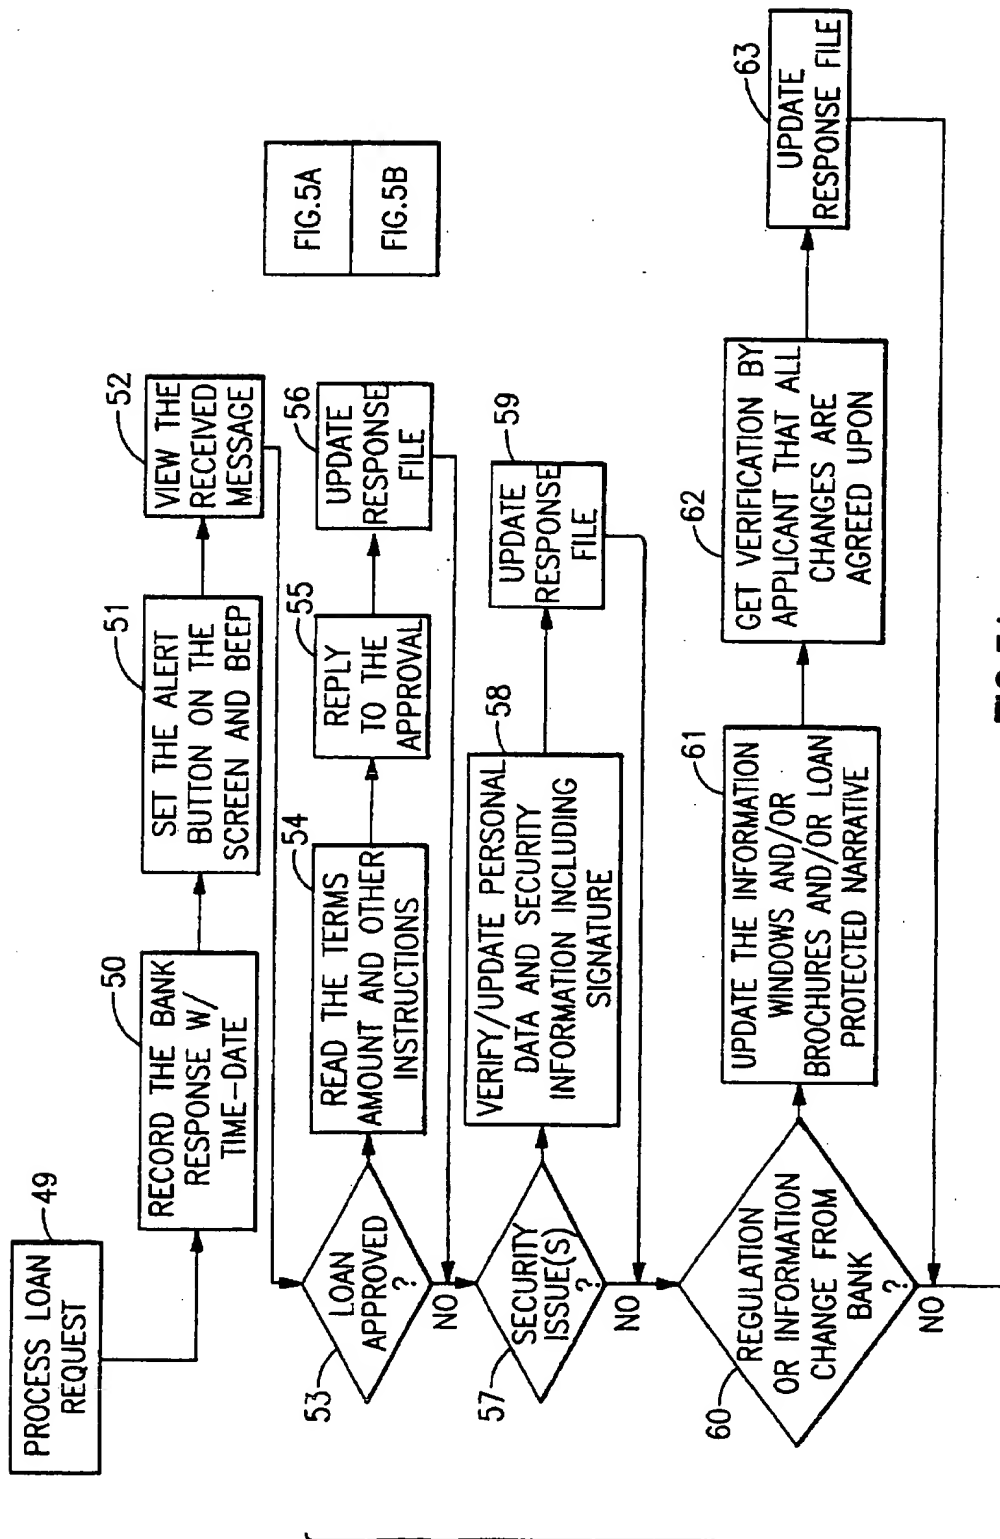 PROCESS LOAN
REQUEST
49
RECORD THE BANK
RESPONSE W/
TIME-DATE
50
SET THE ALERT
BUTTON ON THE
SCREEN AND BEEP
51
VIEW THE
RECEIVED
MESSAGE
52
FIG.5A
FIG.5B
LOAN
APPROVED
?
53
NO
READ THE TERMS
AMOUNT AND OTHER
INSTRUCTIONS
54
REPLY
TO THE
APPROVAL
55
UPDATE
RESPONSE
FILE
56
SECURITY
ISSUE(S)
?
57
NO
VERIFY/UPDATE PERSONAL
DATA AND SECURITY
INFORMATION INCLUDING
SIGNATURE
58
UPDATE
RESPONSE
FILE
59
REGULATION
OR INFORMATION
CHANGE FROM
BANK
?
60
NO
UPDATE THE INFORMATION
WINDOWS AND/OR
BROCHURES AND/OR LOAN
PROTECTED NARRATIVE
61
GET VERIFICATION BY
APPLICANT THAT ALL
CHANGES ARE
AGREED UPON
62
UPDATE
RESPONSE FILE
63